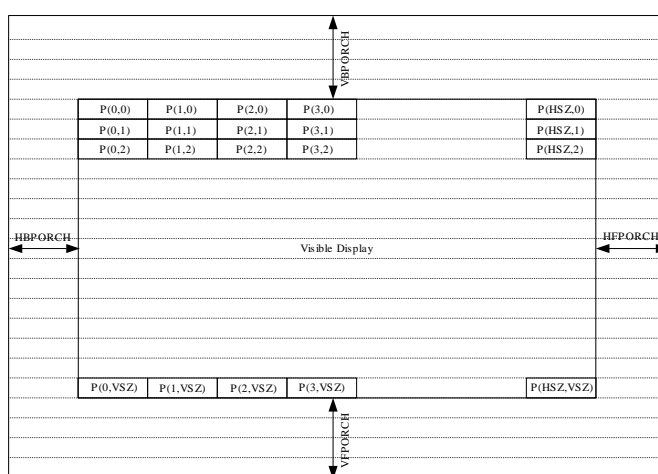 VBPORCH
P(0,0) P(1,0) P(2,0) P(3,0) P(HSZ,0)
P(0,1) P(1,1) P(2,1) P(3,1) P(HSZ,1)
P(0,2) P(1,2) P(2,2) P(3,2) P(HSZ,2)
HBPORCH
Visible Display
HFPORCH
P(0,VSZ) P(1,VSZ) P(2,VSZ) P(3,VSZ) P(HSZ,VSZ)
VFPORCH